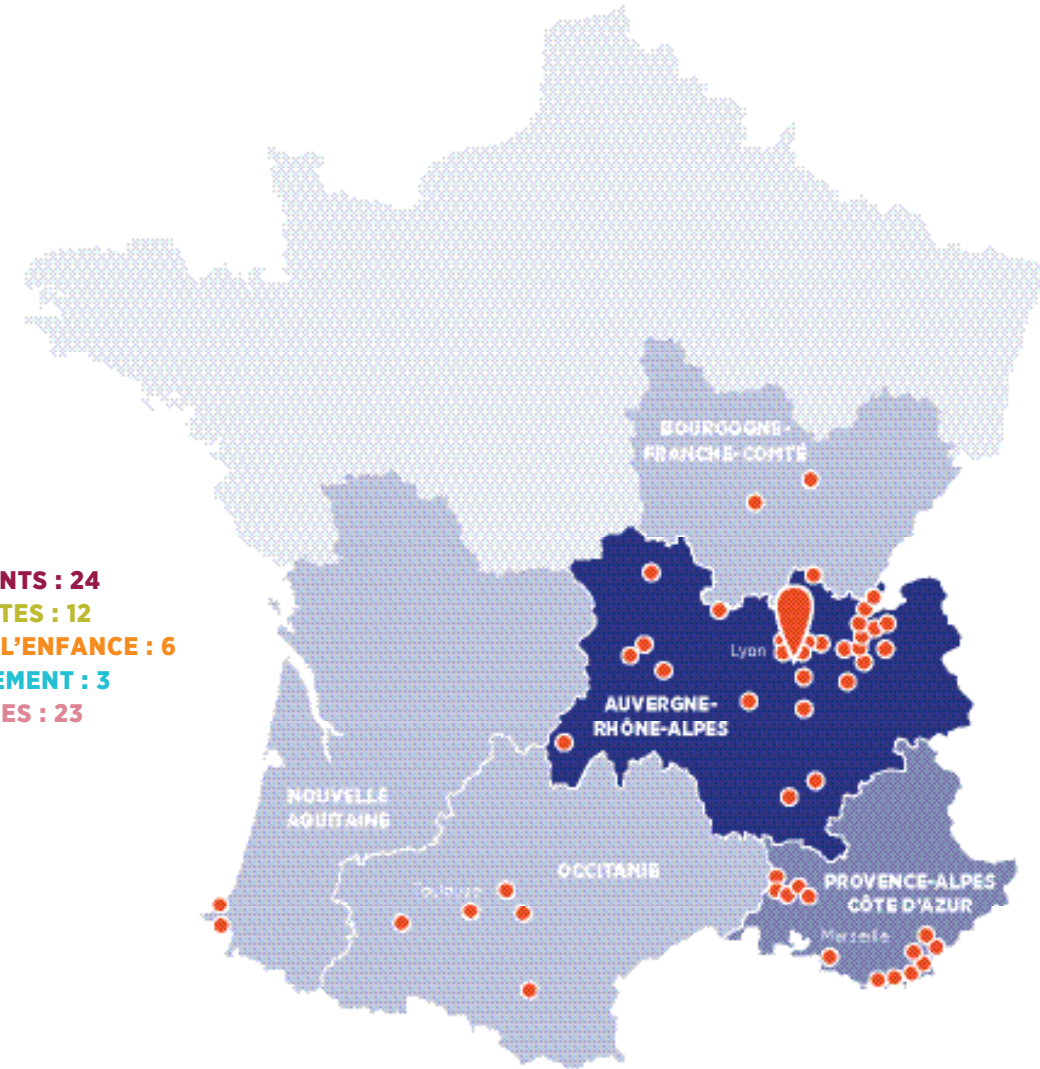 BOURGOGNE-
FRANCHE-COMTÉ
NTS : 24
TES : 12
L'ENFANCE : 6
EMENT : 3
ES : 23
Lyon
AUVERGNE-
RHÔNE-ALPES
NOUVELLE
AQUITAINE
OCCITANIE
Toulouse
PROVENCE-ALPES
CÔTE D'AZUR
Marseille